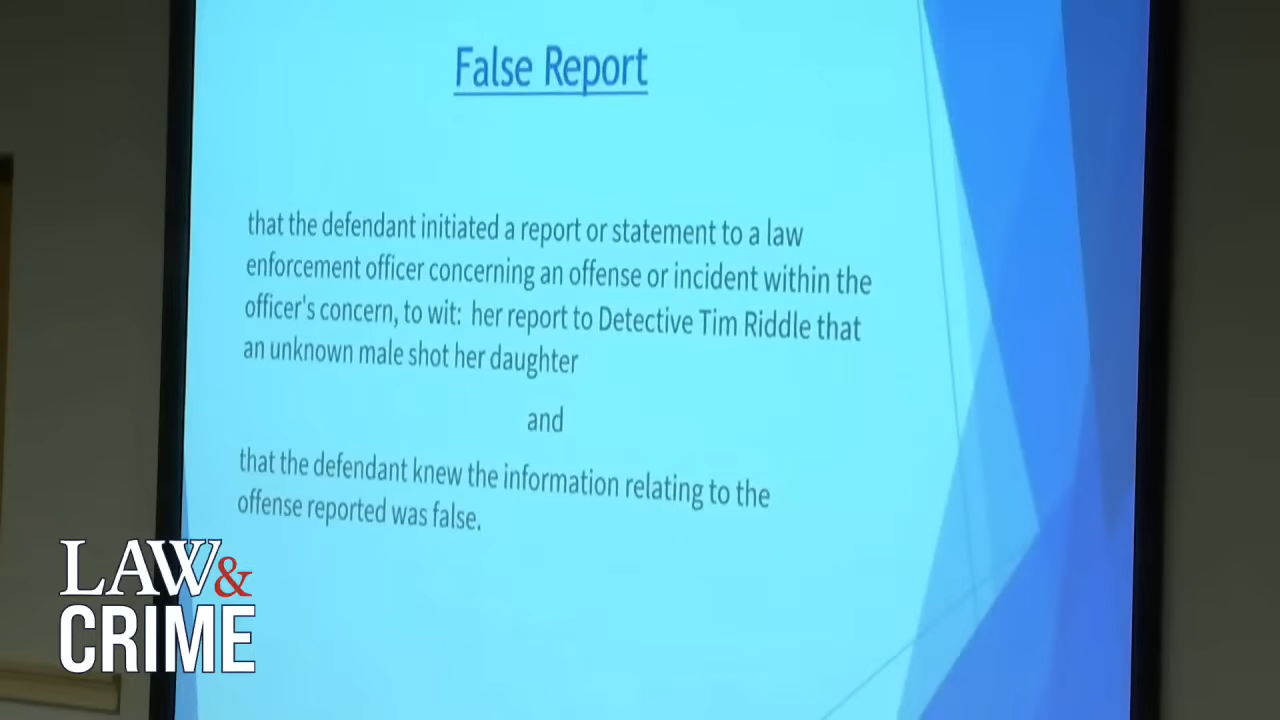 False Report
that the defendant initiated a report or statement to a law
enforcement officer concerning an offense or incident within the
officer's concern, to wit: her report to Detective Tim Riddle that
an unknown male shot her daughter
and
that the defendant knew the information relating to the
offense reported was false.
LAW&
CRIME